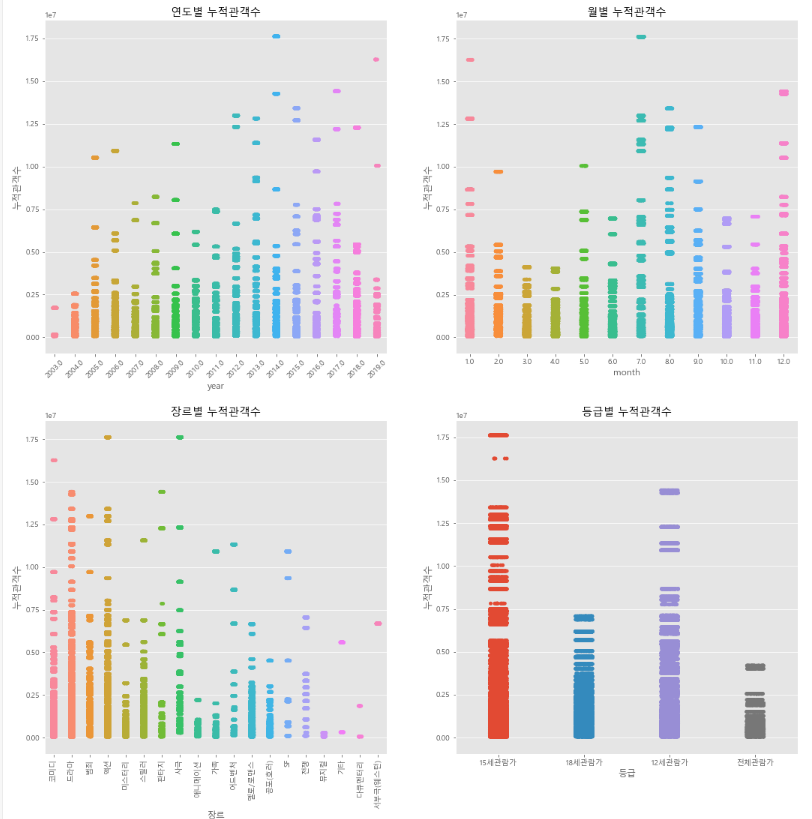 연도별 누적관객수
1e7
1.75
1.50
1.25
1.00
0.75
0.50
0.25
0.00
누적관객수
2003.0 2004.0 2005.0 2006.0 2007.0 2008.0 2009.0 2010.0 2011.0 2012.0 2013.0 2014.0 2015.0 2016.0 2017.0 2018.0 2019.0
year
월별 누적관객수
1e7
1.75
1.50
1.25
1.00
0.75
0.50
0.25
0.00
누적관객수
1.0 2.0 3.0 4.0 5.0 6.0 7.0 8.0 9.0 10.0 11.0 12.0
month
장르별 누적관객수
1e7
1.75
1.50
1.25
1.00
0.75
0.50
0.25
0.00
누적관객수
코미디 드라마 범죄 액션 미스터리 스릴러 판타지 사극 애니메이션 가족 어드벤처 멜로/로맨스 공포(호러) SF 전쟁 뮤지컬 기타 다큐멘터리 서부극(웨스턴)
장르
등급별 누적관객수
1e7
1.75
1.50
1.25
1.00
0.75
0.50
0.25
0.00
누적관객수
15세관람가 18세관람가 12세관람가 전체관람가
등급